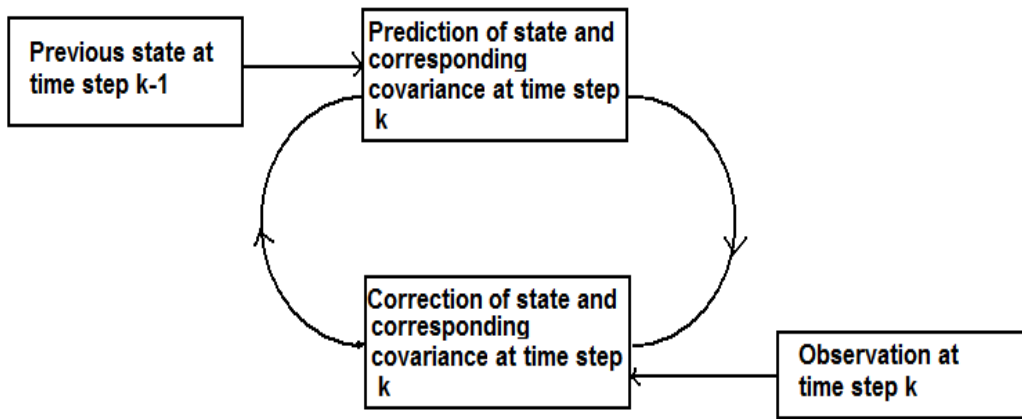 Previous state at
time step k-1
Prediction of state and
corresponding
covariance at time step
k
Correction of state and
corresponding
covariance at time step
k
Observation at
time step k